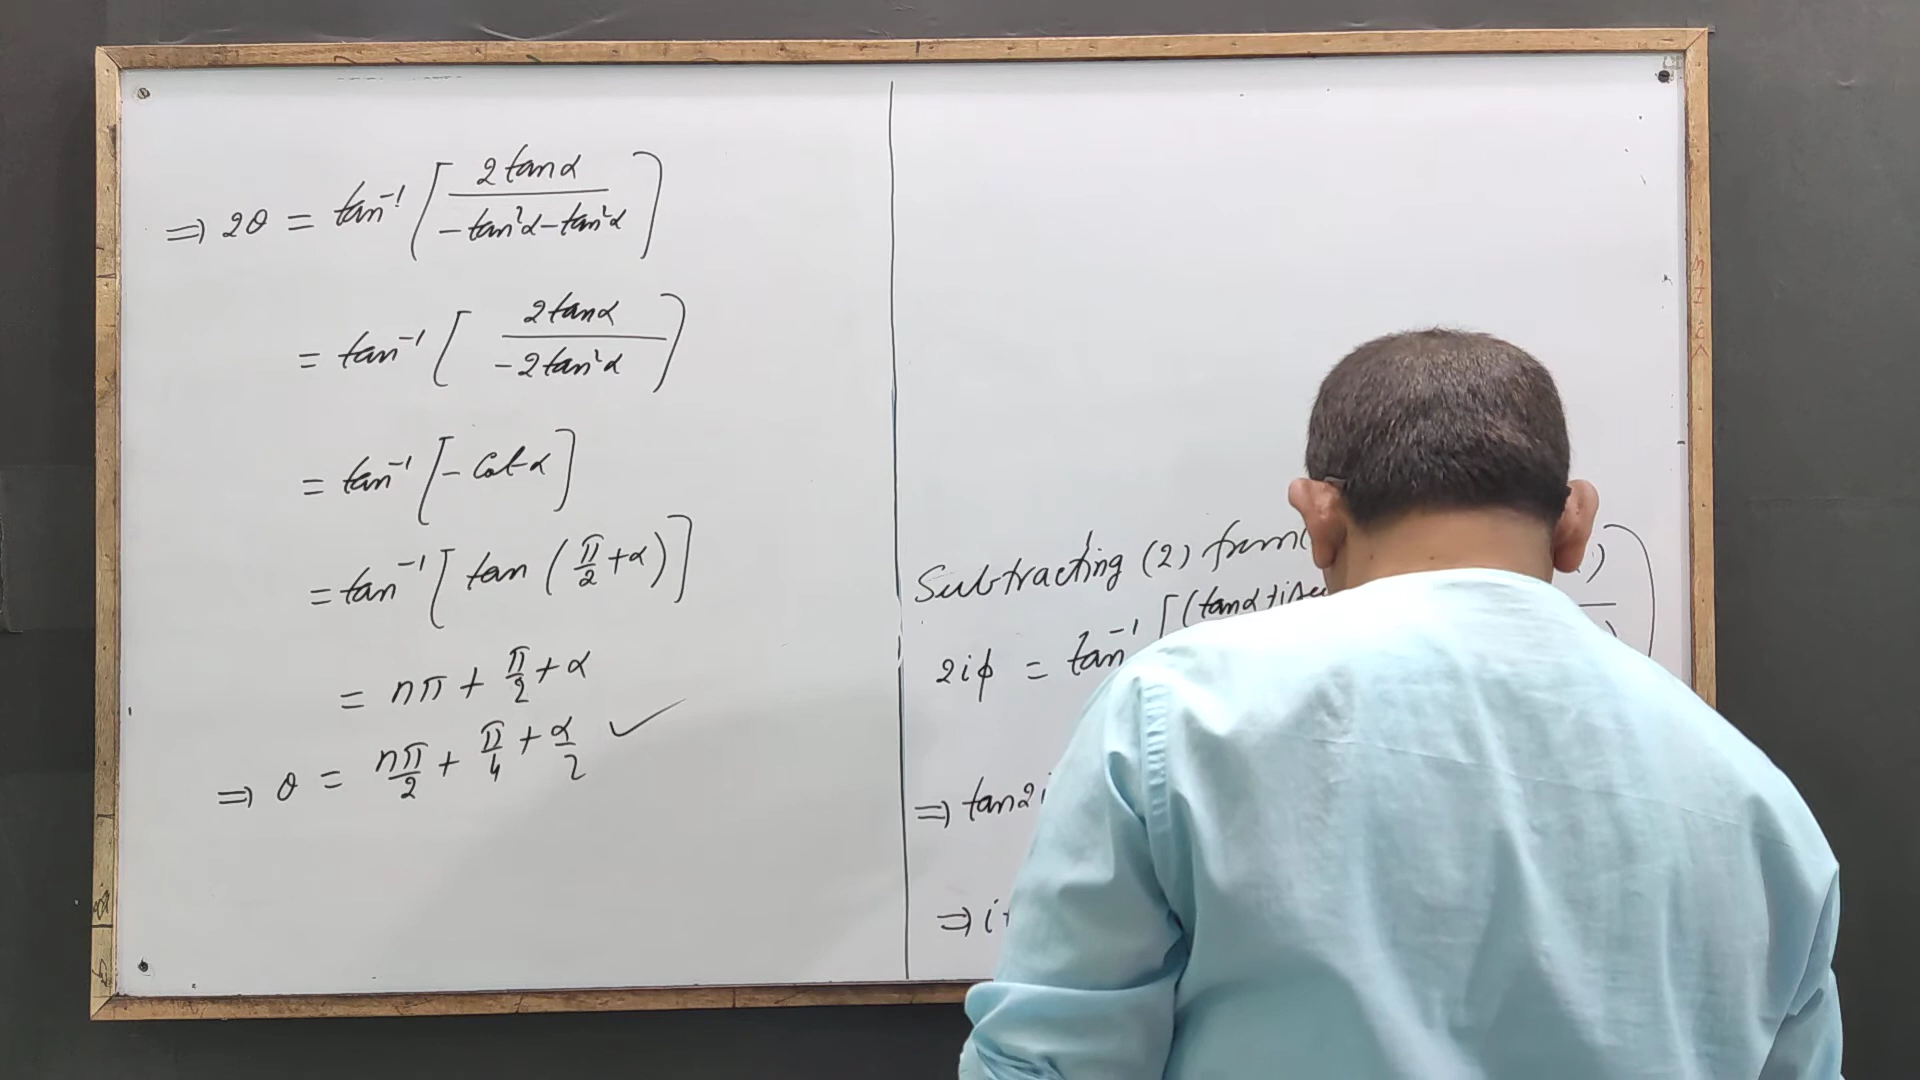 ⇒ 2θ = tan⁻¹ [ 2tanα / -tan²α-tan²α ]
= tan⁻¹ [ 2tanα / -2tan²α ]
= tan⁻¹ [ -Cotα ]
= tan⁻¹ [ tan (π/2 + α) ]
= nπ + π/2 + α
⇒ θ = nπ/2 + π/4 + α/2 ✓
Subtracting (2) from (
2iϕ = tan⁻¹ [ (tanα + i
⇒ tan2i
⇒ i